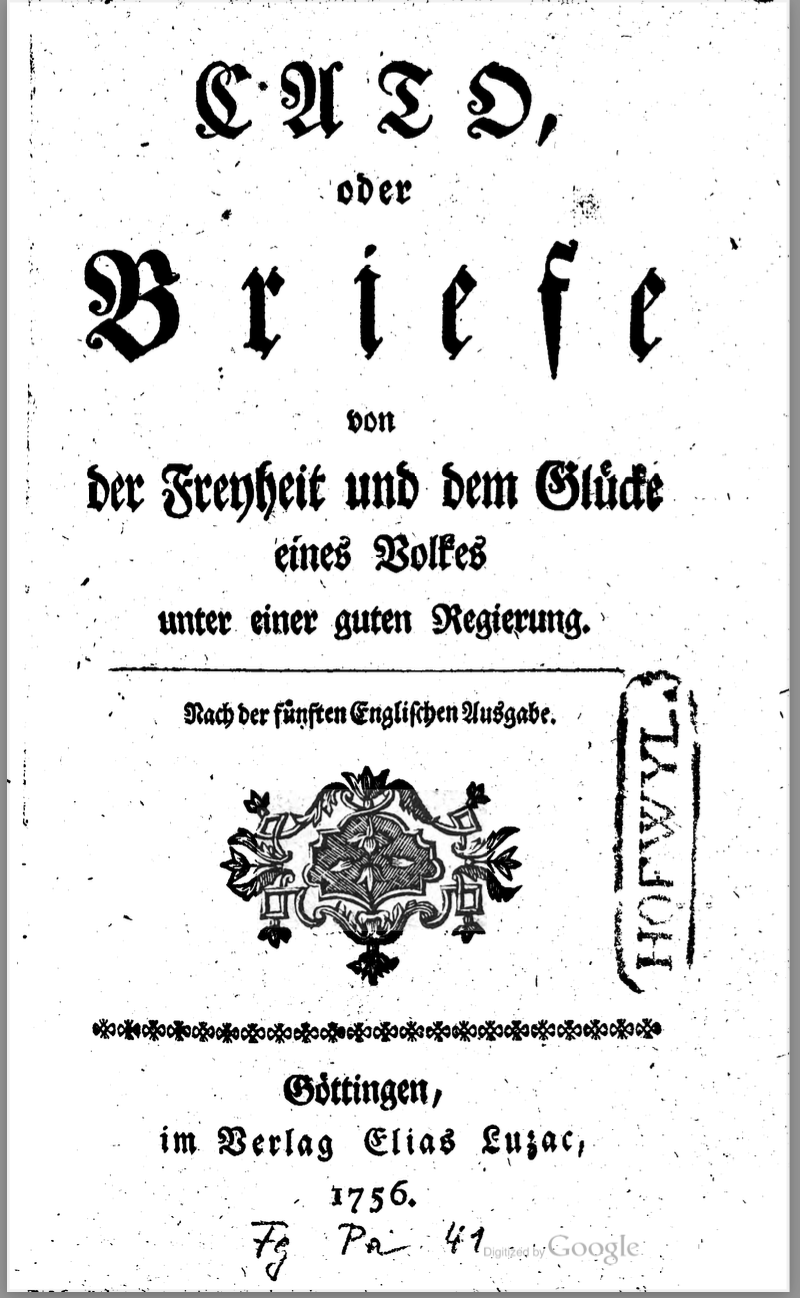 CATO,
oder
Briefe
von
der Freyheit und dem Glücke
eines Volkes
unter einer guten Regierung.
Nach der fünften Englischen Ausgabe.
HOFWYL.
Göttingen,
im Verlag Elias Luzac,
1756.
Fg Pa 41
Digitized by Google